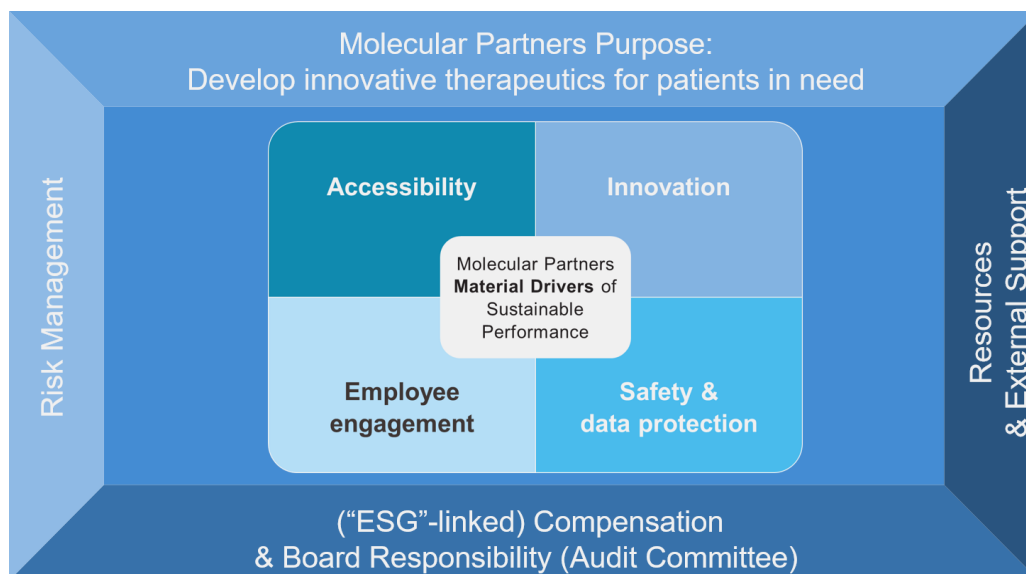 Molecular Partners Purpose:
Develop innovative therapeutics for patients in need
Risk Management
Accessibility
Innovation
Molecular Partners
Material Drivers of
Sustainable
Performance
Employee
engagement
Safety &
data protection
Resources
& External Support
(“ESG”-linked) Compensation
& Board Responsibility (Audit Committee)